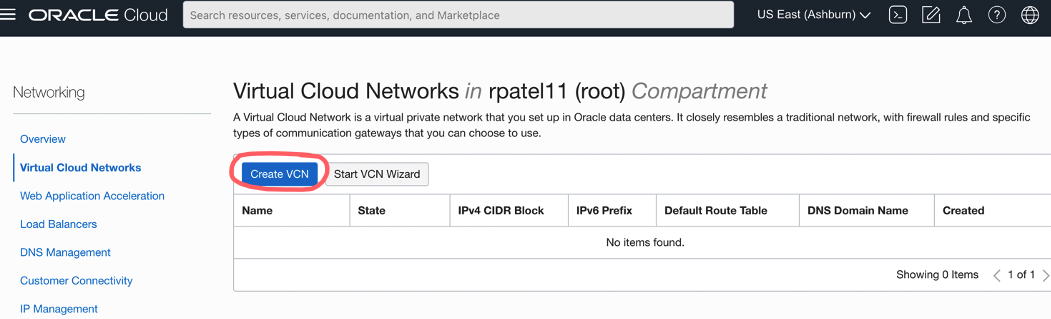 ORACLE Cloud
Search resources, services, documentation, and Marketplace
US East (Ashburn)
Networking
Overview
Virtual Cloud Networks
Web Application Acceleration
Load Balancers
DNS Management
Customer Connectivity
IP Management
Virtual Cloud Networks in rpatel11 (root) Compartment
A Virtual Cloud Network is a virtual private network that you set up in Oracle data centers. It closely resembles a traditional network, with firewall rules and specific
types of communication gateways that you can choose to use.
Create VCN Start VCN Wizard
Name State IPv4 CIDR Block IPv6 Prefix Default Route Table DNS Domain Name Created
No items found.
Showing 0 Items < 1 of 1 >